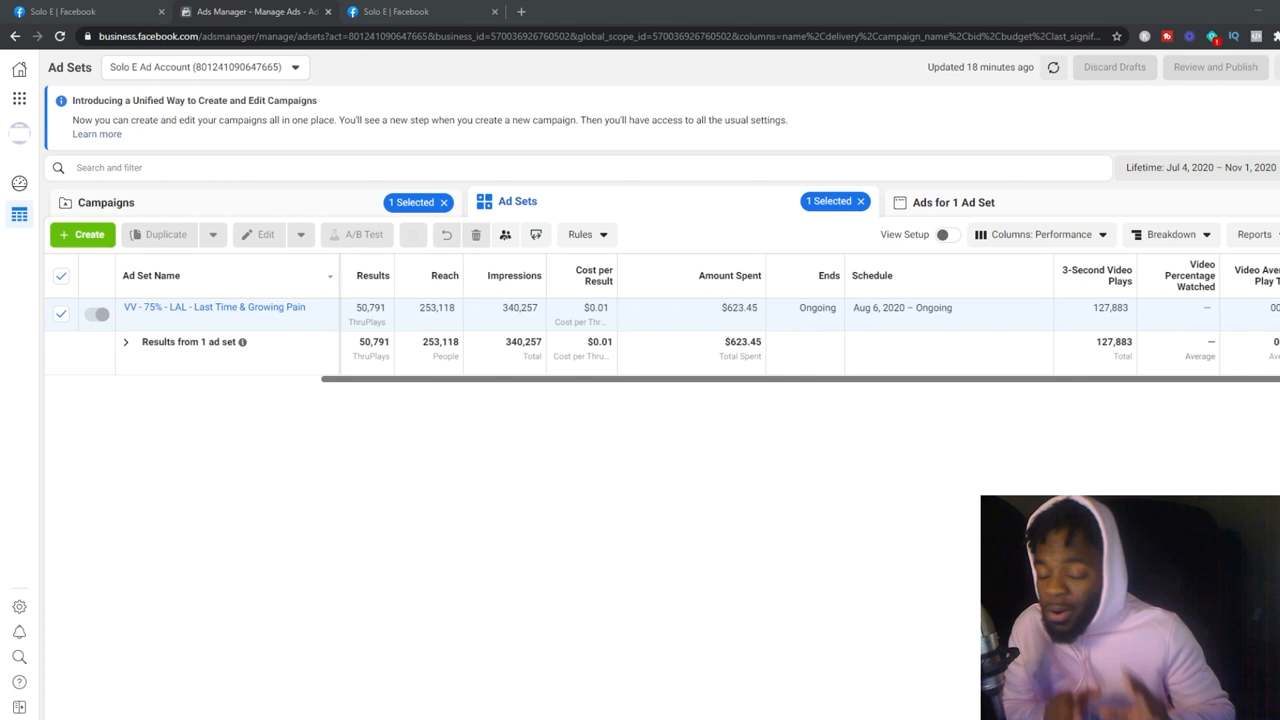 Solo E | Facebook
Ads Manager - Manage Ads - Ad
Solo E | Facebook
business.facebook.com/adsmanager/manage/adsets?act=801241090647665&business_id=570036926760502&global_scope_id=570036926760502&columns=name%2Cdelivery%2Ccampaign_name%2Cbid%2Cbudget%2Clast_signif...
Ad Sets
Solo E Ad Account (801241090647665)
Updated 18 minutes ago
Discard Drafts
Review and Publish
Introducing a Unified Way to Create and Edit Campaigns
Now you can create and edit your campaigns all in one place. You'll see a new step when you create a new campaign. Then you'll have access to all the usual settings.
Learn more
Search and filter
Lifetime: Jul 4, 2020 – Nov 1, 2020
Campaigns
1 Selected
Ad Sets
1 Selected
Ads for 1 Ad Set
+ Create
Duplicate
Edit
A/B Test
Rules
View Setup
Columns: Performance
Breakdown
Reports
Ad Set Name
Results
Reach
Impressions
Cost per
Result
Amount Spent
Ends
Schedule
3-Second Video
Plays
Video
Percentage
Watched
Video Aver
Play T
VV - 75% - LAL - Last Time & Growing Pain
50,791
ThruPlays
253,118
340,257
$0.01
Cost per Thr...
$623.45
Ongoing
Aug 6, 2020 – Ongoing
127,883
—
00
Results from 1 ad set
50,791
ThruPlays
253,118
People
340,257
Total
$0.01
Cost per Thru...
$623.45
Total Spent
127,883
Total
—
Average
0
Ave